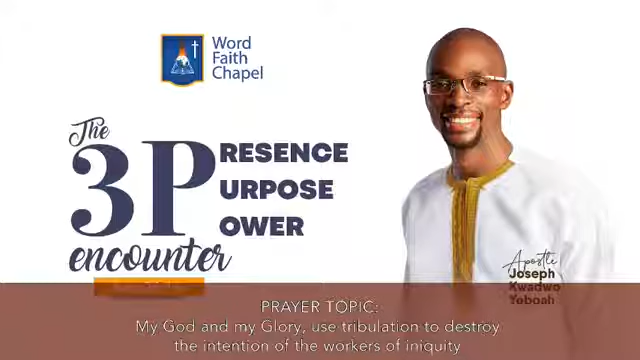 Word
Faith
Chapel
The
3P
RESENCE
URPOSE
OWER
encounter
Apostle
Joseph
Kwadwo
Yeboah
PRAYER TOPIC:
My God and my Glory, use tribulation to destroy
the intention of the workers of iniquity